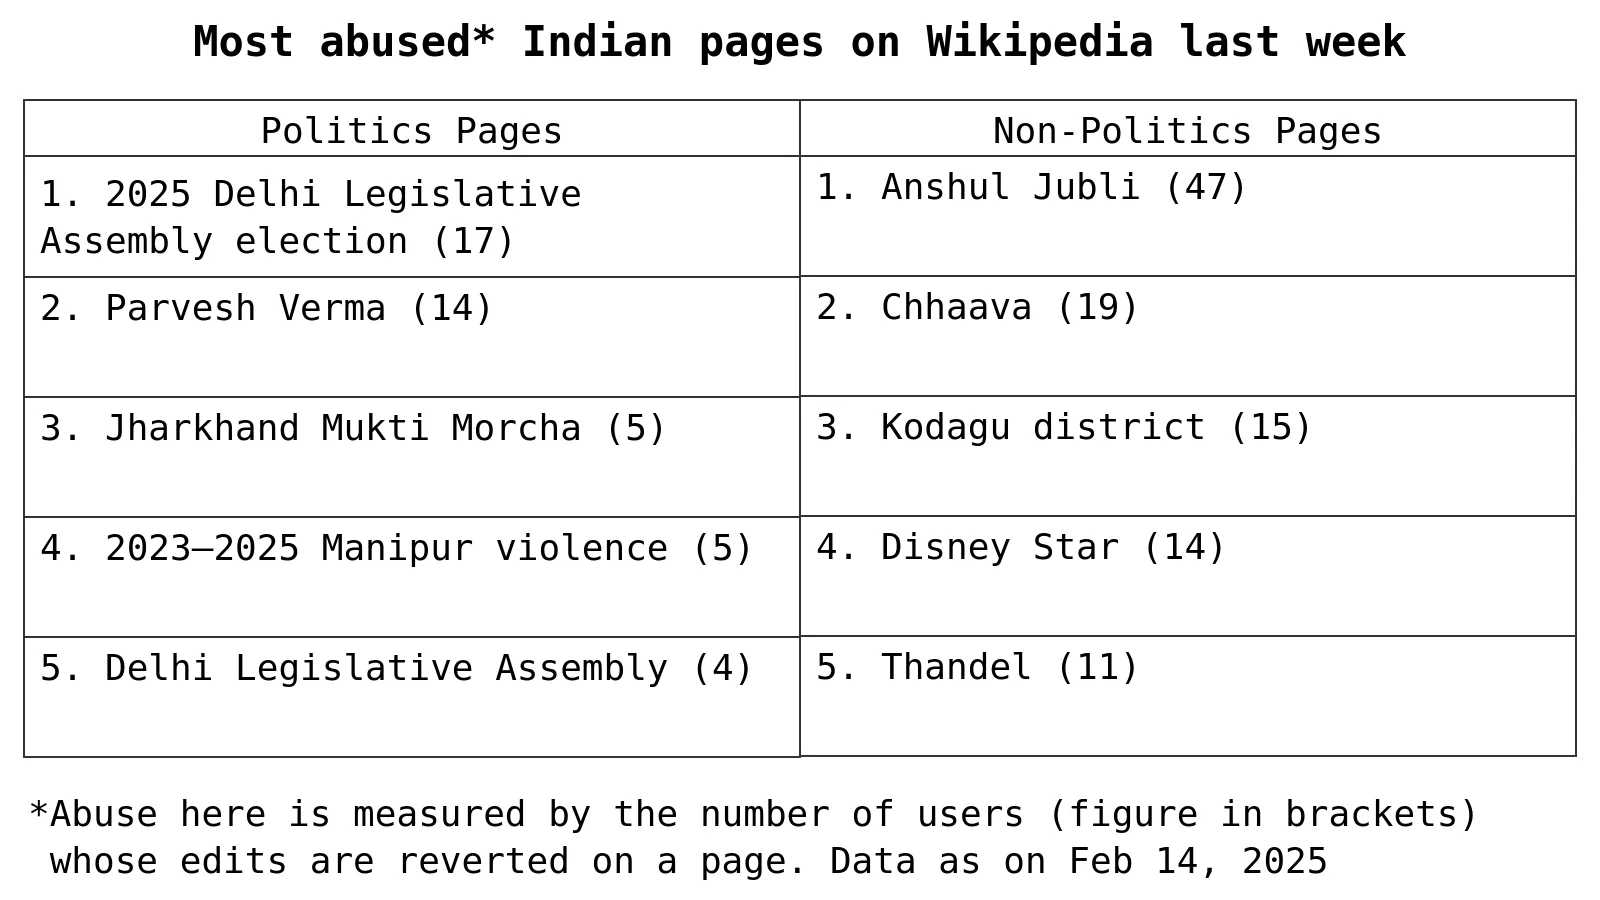 Most abused* Indian pages on Wikipedia last week
Politics Pages
1. 2025 Delhi Legislative
Assembly election (17)
2. Parvesh Verma (14)
3. Jharkhand Mukti Morcha (5)
4. 2023–2025 Manipur violence (5)
5. Delhi Legislative Assembly (4)
Non-Politics Pages
1. Anshul Jubli (47)
2. Chhaava (19)
3. Kodagu district (15)
4. Disney Star (14)
5. Thandel (11)
*Abuse here is measured by the number of users (figure in brackets)
whose edits are reverted on a page. Data as on Feb 14, 2025